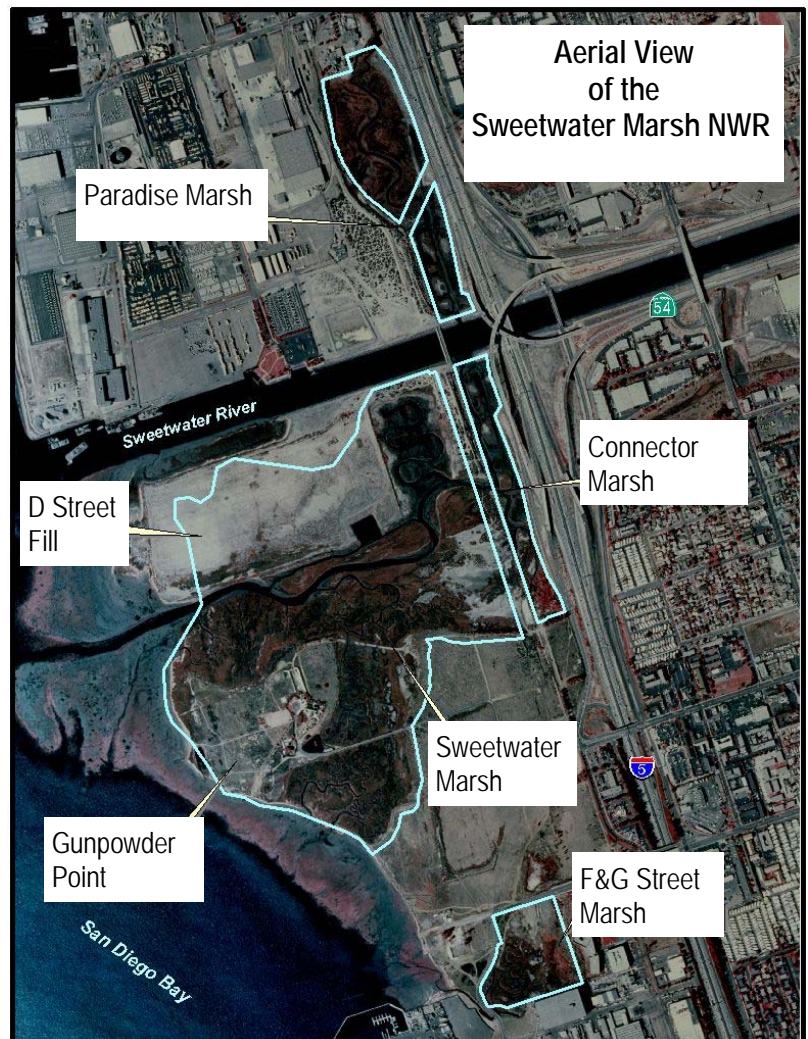 Aerial View
of the
Sweetwater Marsh NWR
Paradise Marsh
54
Sweetwater River
Connector
Marsh
D Street
Fill
Sweetwater
Marsh
5
Gunpowder
Point
F&G Street
Marsh
San Diego Bay